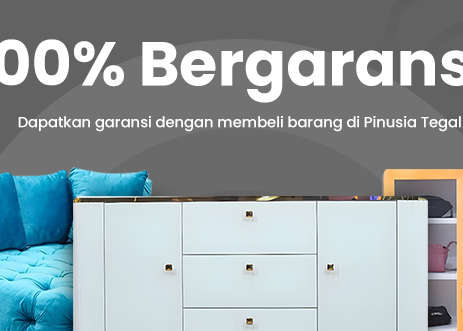 00% Bergarans
Dapatkan garansi dengan membeli barang di Pinusia Tegal